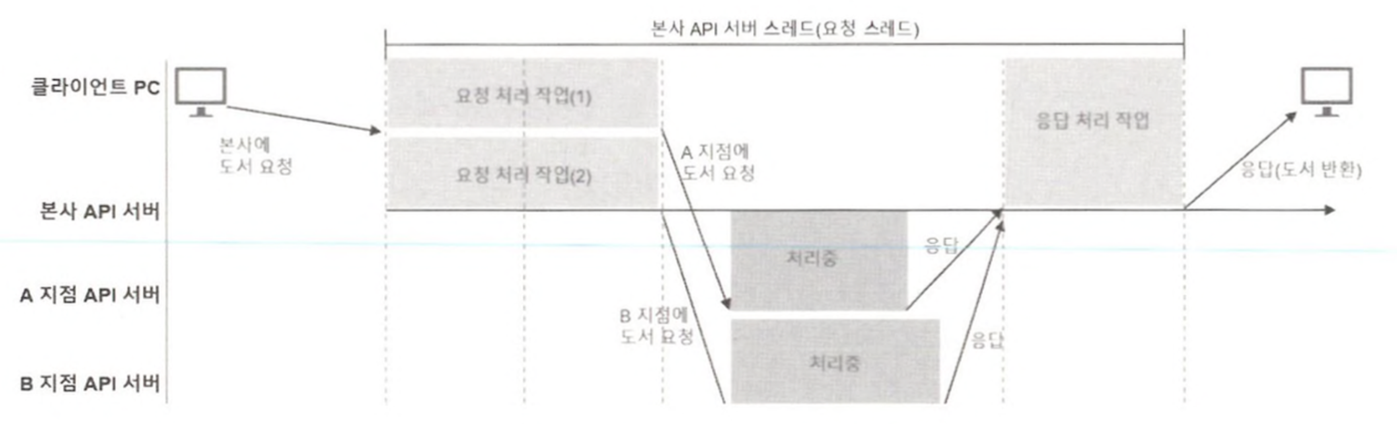 본사 API 서버 스레드(요청 스레드)
클라이언트 PC
요청 처리 작업(1)
응답 처리 작업
본사에
도서 요청
A 지점에
도서 요청
응답(도서 반환)
요청 처리 작업(2)
본사 API 서버
처리중
응답
A 지점 API 서버
B 지점에
도서 요청
응답
처리중
B 지점 API 서버